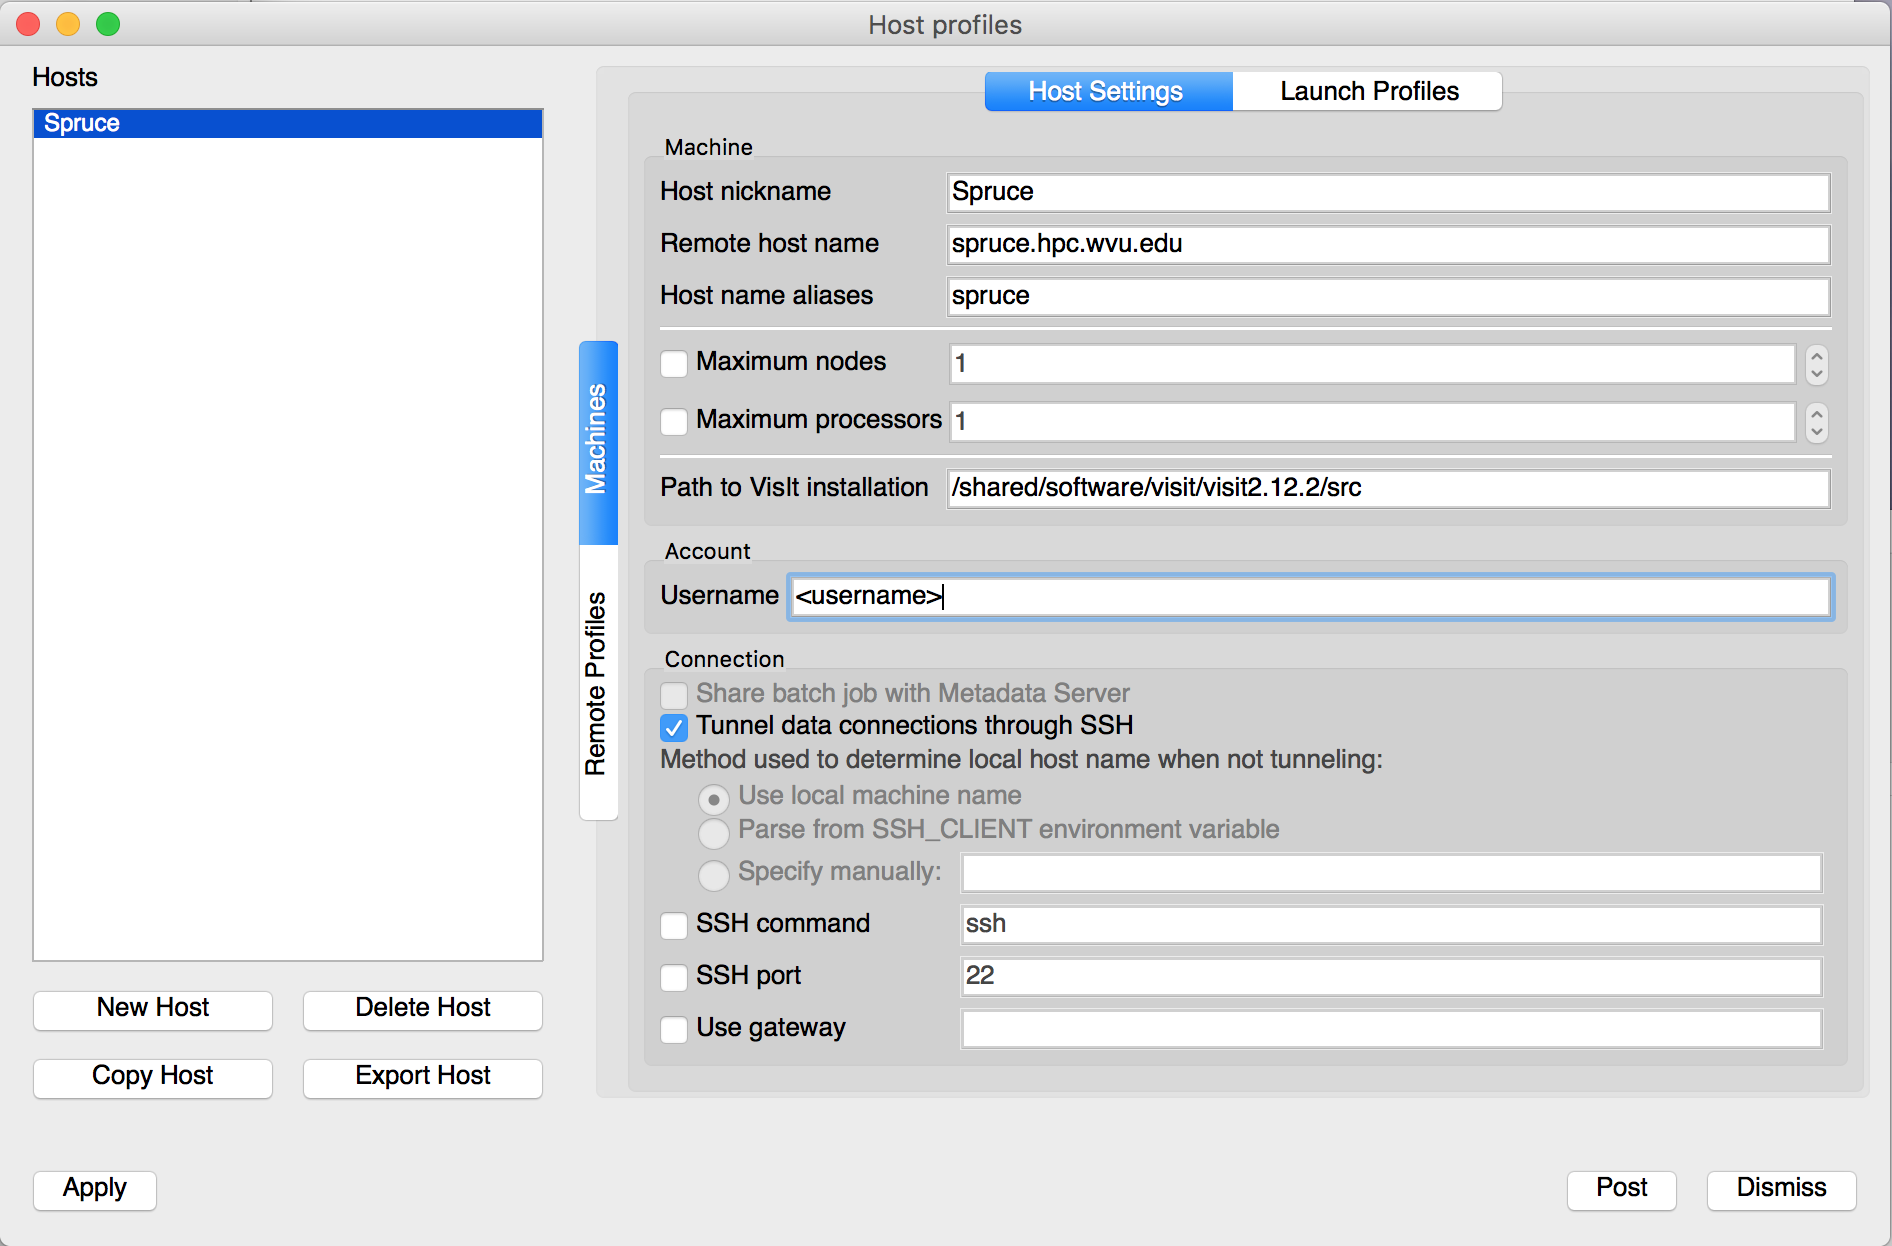 Host profiles
Hosts
Spruce
New Host
Delete Host
Copy Host
Export Host
Machines
Remote Profiles
Host Settings
Launch Profiles
Machine
Host nickname Spruce
Remote host name spruce.hpc.wvu.edu
Host name aliases spruce
Maximum nodes 1
Maximum processors 1
Path to VisIt installation /shared/software/visit/visit2.12.2/src
Account
Username <username>
Connection
Share batch job with Metadata Server
Tunnel data connections through SSH
Method used to determine local host name when not tunneling:
Use local machine name
Parse from SSH_CLIENT environment variable
Specify manually:
SSH command ssh
SSH port 22
Use gateway
Apply
Post
Dismiss